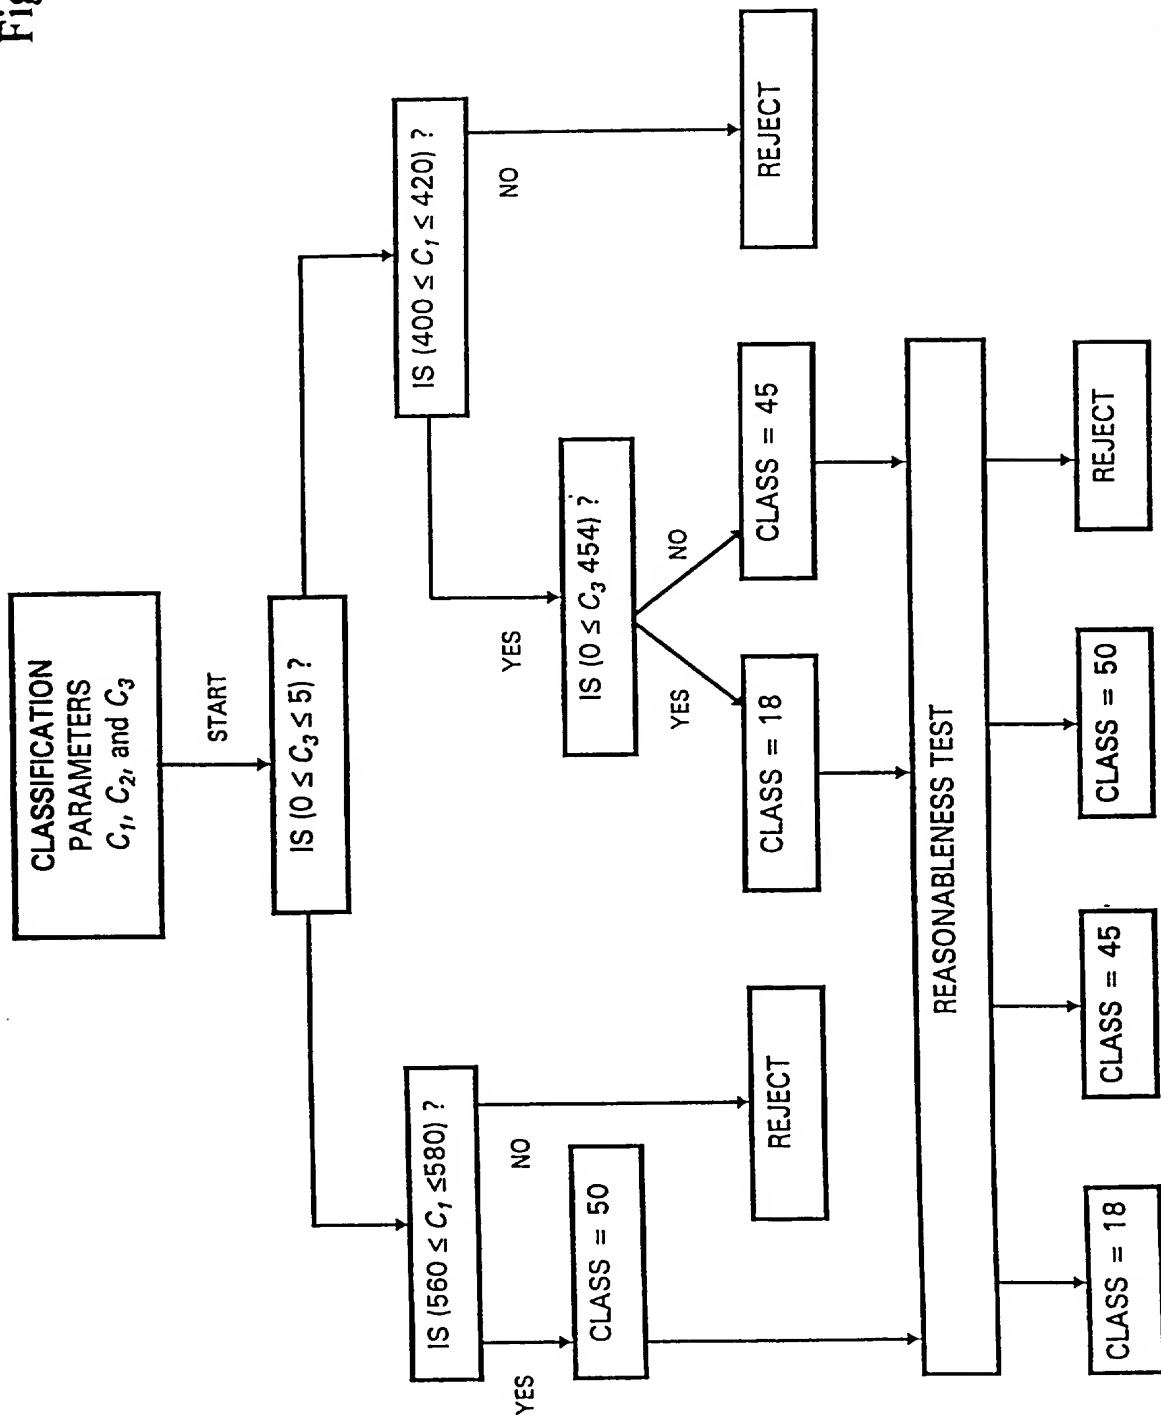 Fig
CLASSIFICATION
PARAMETERS
C1, C2, and C3
START
IS (0 ≤ C3 ≤ 5) ?
IS (560 ≤ C1 ≤580) ?
IS (400 ≤ C1 ≤ 420) ?
YES
NO
YES
NO
CLASS = 50
IS (0 ≤ C3 454) ?
YES
NO
REJECT
CLASS = 18
CLASS = 45
REJECT
REASONABLENESS TEST
CLASS = 18
CLASS = 45
CLASS = 50
REJECT